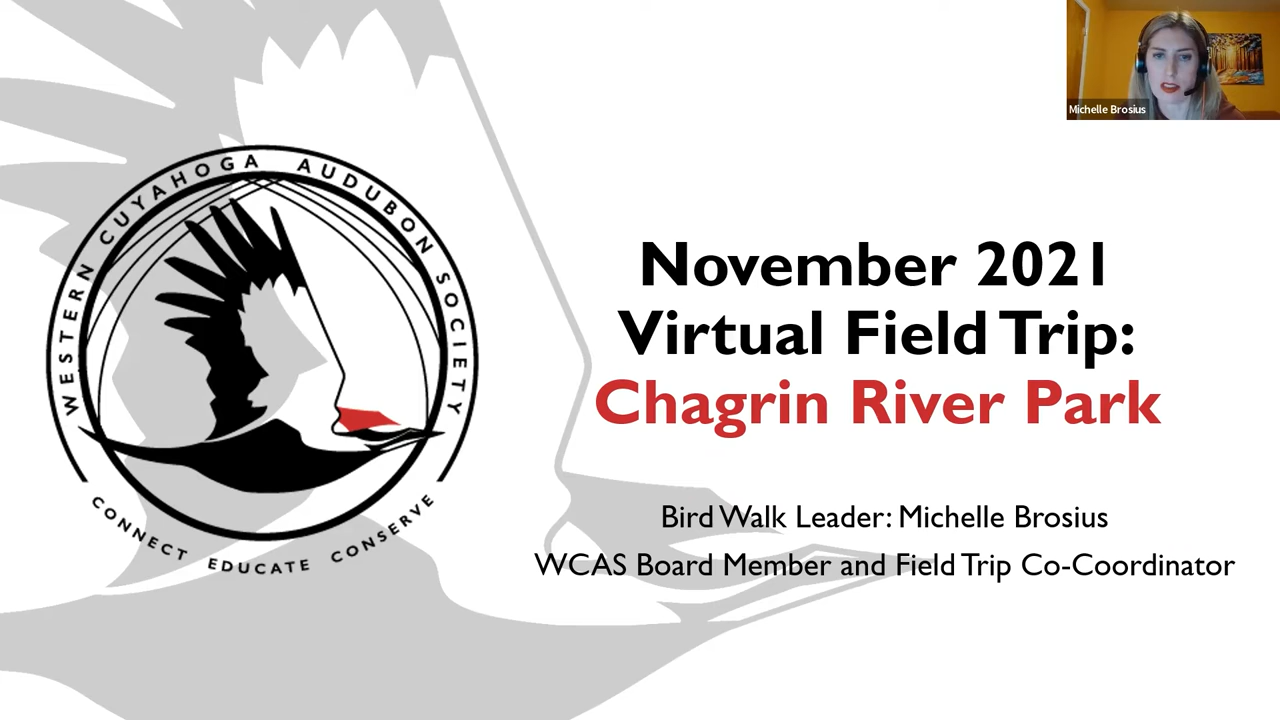 Michelle Brosius
WESTERN CUYAHOGA AUDUBON SOCIETY
CONNECT EDUCATE CONSERVE
November 2021
Virtual Field Trip:
Chagrin River Park
Bird Walk Leader: Michelle Brosius
WCAS Board Member and Field Trip Co-Coordinator